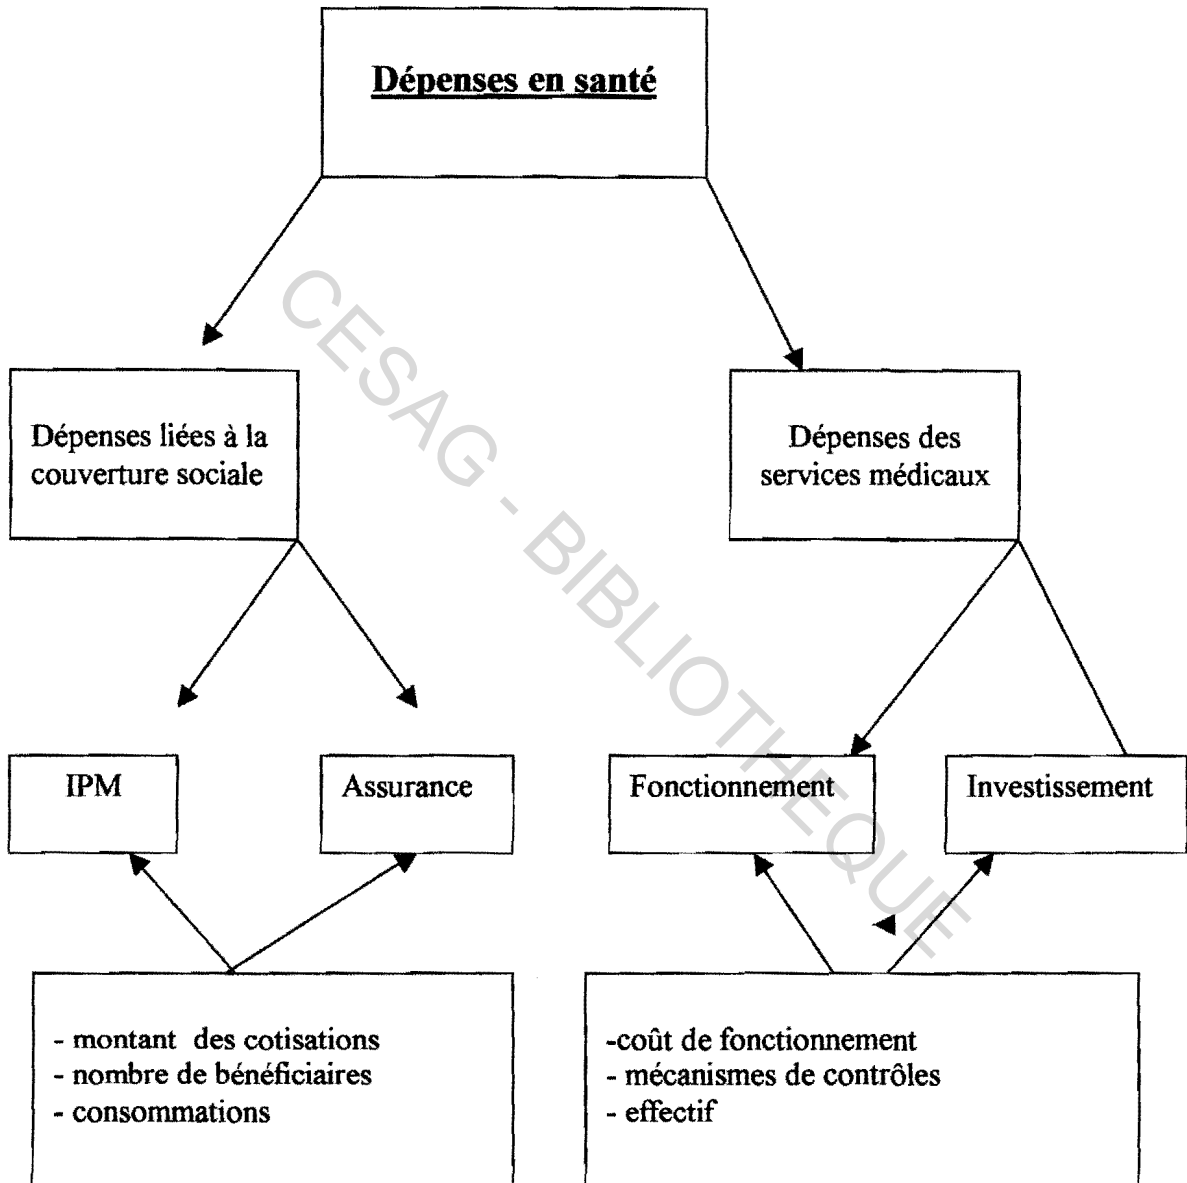 Dépenses en santé
Dépenses liées à la
couverture sociale
Dépenses des
services médicaux
IPM
Assurance
Fonctionnement
Investissement
- montant des cotisations
- nombre de bénéficiaires
- consommations
-coût de fonctionnement
- mécanismes de contrôles
- effectif
CESAG - BIBLIOTHEQUE